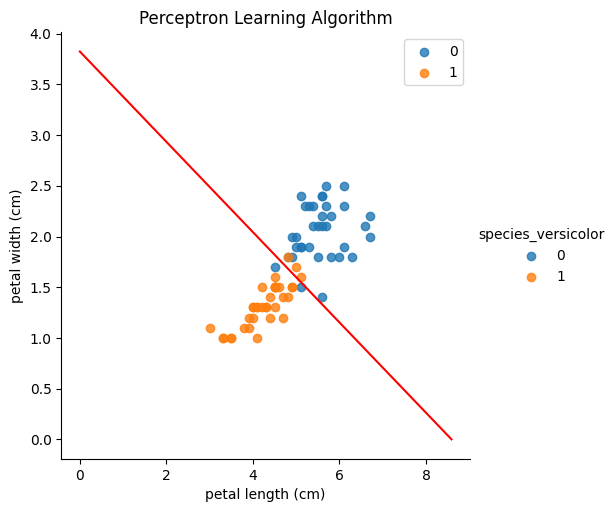 Perceptron Learning Algorithm
4.0
3.5
3.0
2.5
2.0
1.5
1.0
0.5
0.0
petal width (cm)
0
1
species_versicolor
0
1
0 2 4 6 8
petal length (cm)